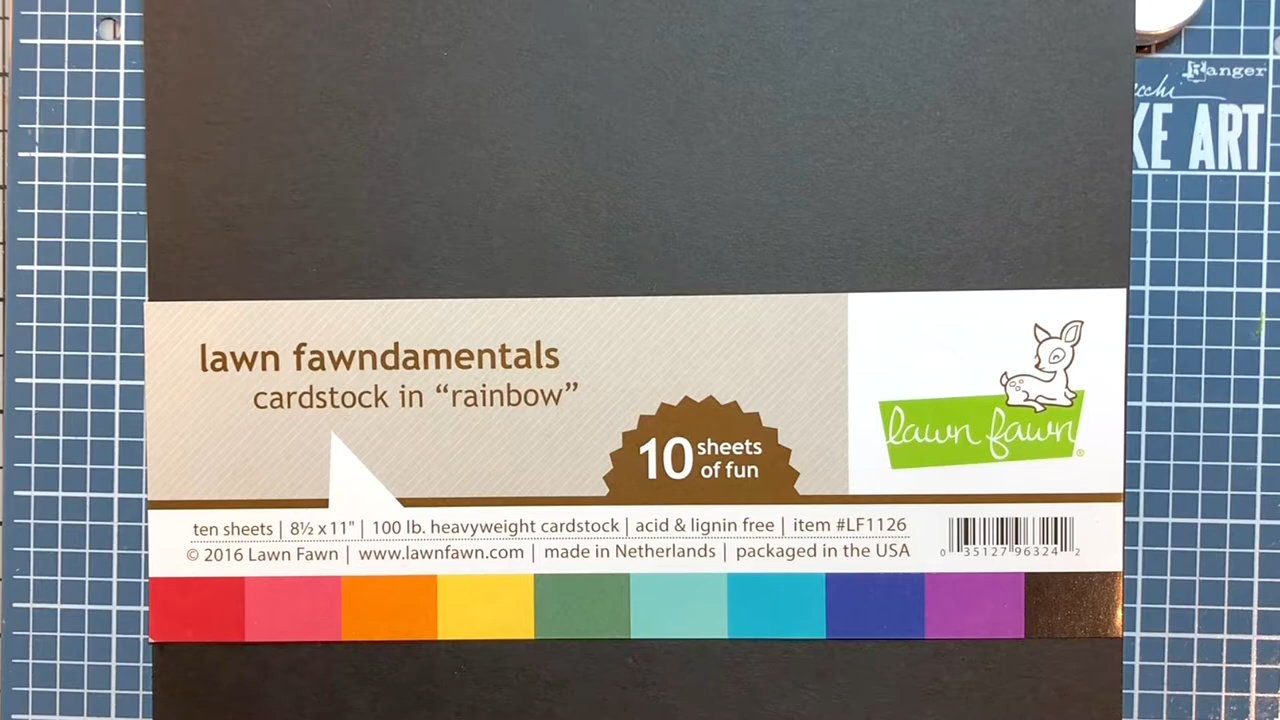 Ranger
KE ART
lawn fawndamentals
cardstock in “rainbow”
10 sheets
of fun
lawn fawn®
ten sheets | 8½ x 11" | 100 lb. heavyweight cardstock | acid & lignin free | item #LF1126
© 2016 Lawn Fawn | www.lawnfawn.com | made in Netherlands | packaged in the USA
0 35127 96324 2